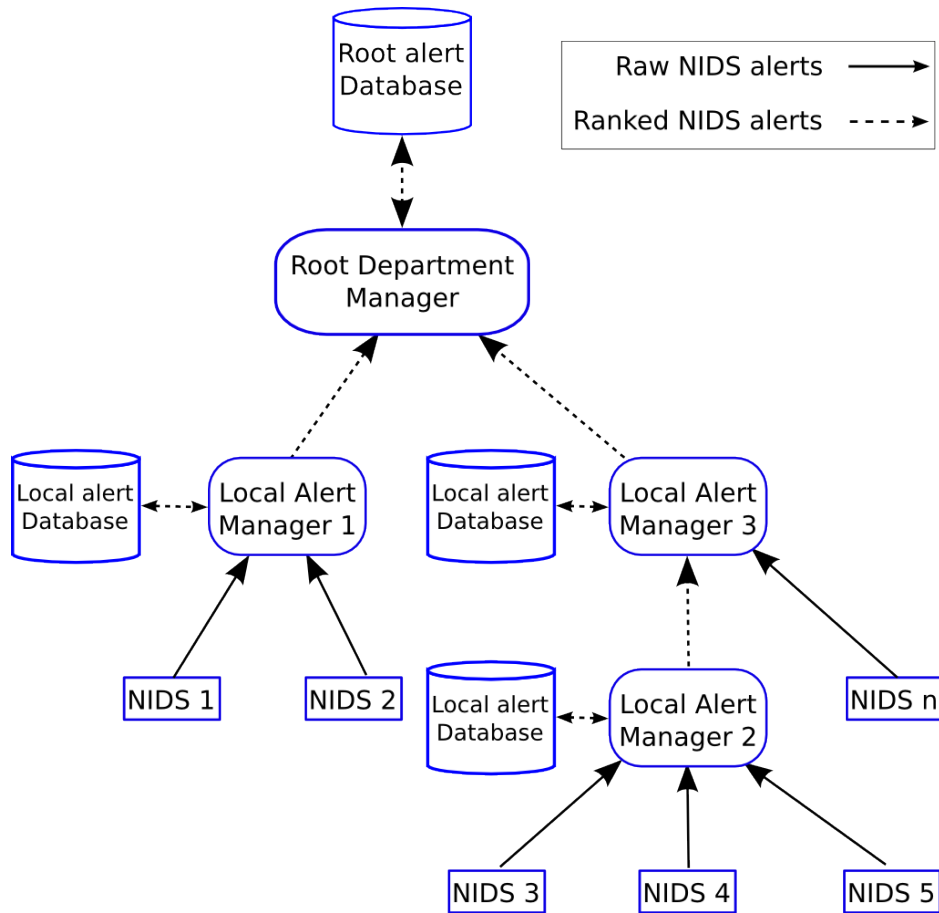 Root alert
Database
Raw NIDS alerts
Ranked NIDS alerts
Root Department
Manager
Local alert
Database
Local Alert
Manager 1
Local alert
Database
Local Alert
Manager 3
NIDS 1
NIDS 2
Local alert
Database
Local Alert
Manager 2
NIDS n
NIDS 3
NIDS 4
NIDS 5